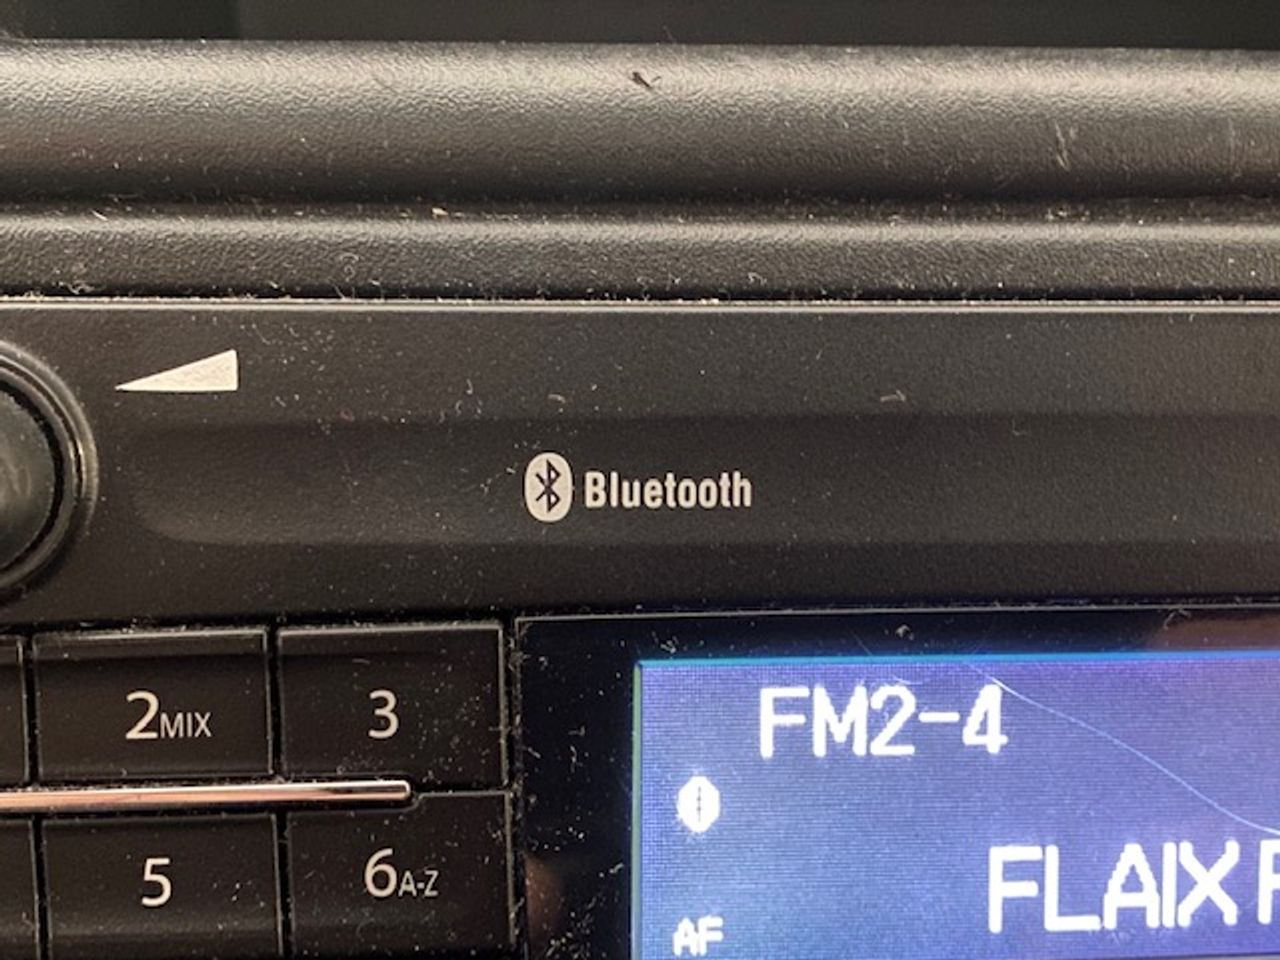 Bluetooth
2MIX
3
FM2-4
5
6A-Z
FLAIX F
AF